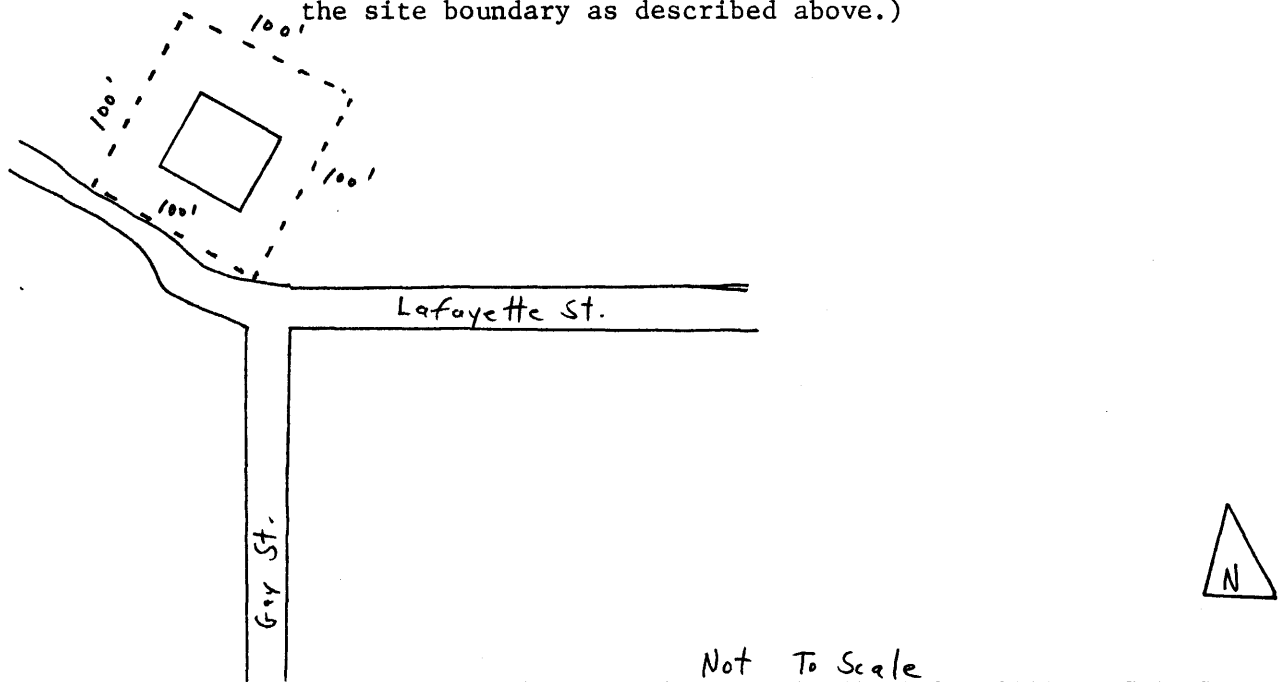 the site boundary as described above.)
100'
100'
100'
100'
Lafayette St.
Gay St.
N
Not To Scale